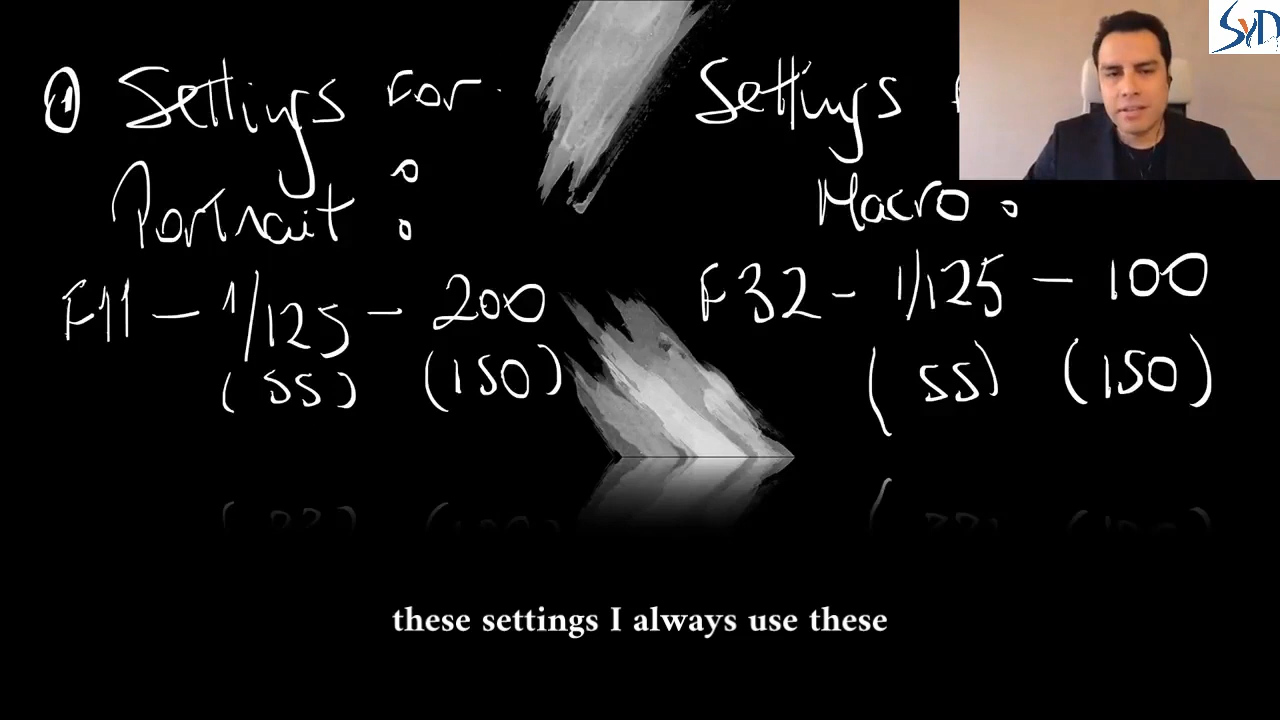 1 Settings for
Portrait :
F11 - 1/125 - 200
(55) (150)
Settings
Macro :
F32 - 1/125 - 100
(55) (150)
SYD
these settings I always use these